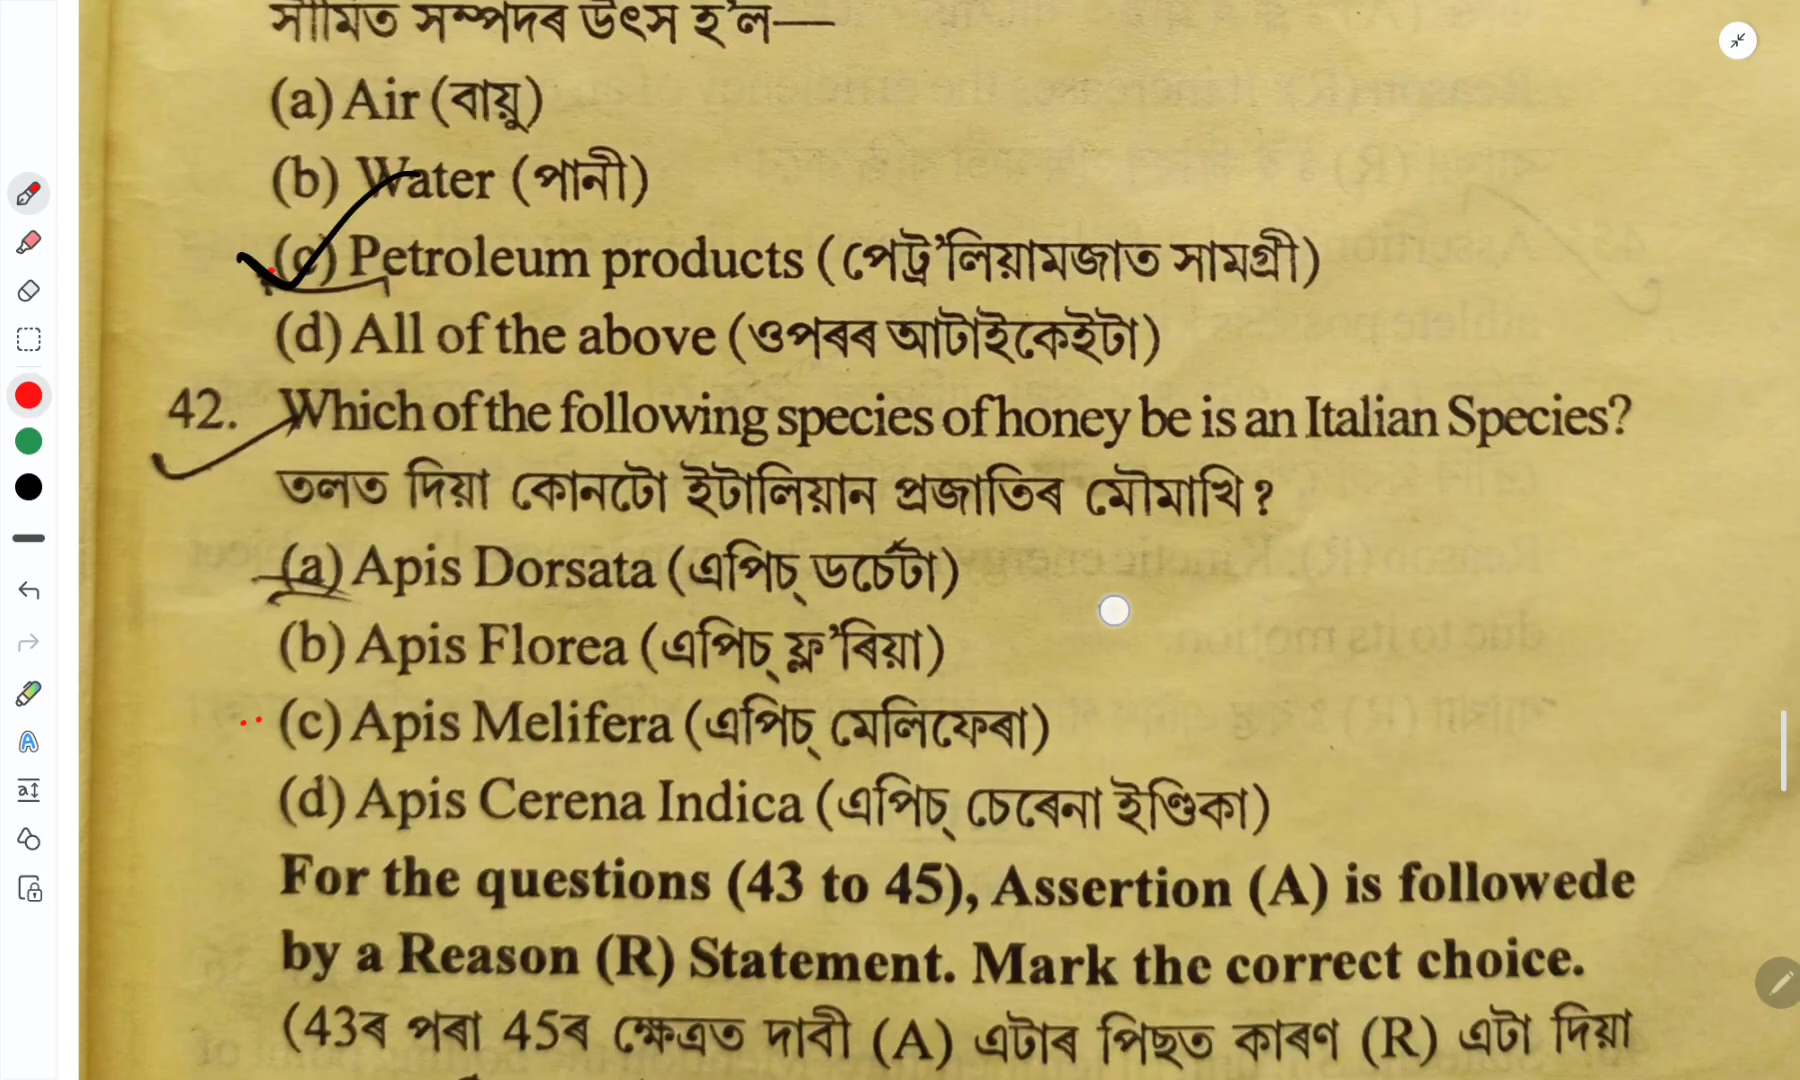 সীমিত সম্পদৰ উৎস হ'ল—
(a) Air (বায়ু)
(b) Water (পানী)
(c) Petroleum products (পেট্ৰ'লিয়ামজাত সামগ্ৰী)
(d) All of the above (ওপৰৰ আটাইকেইটা)
42. Which of the following species of honey be is an Italian Species?
তলত দিয়া কোনটো ইটালিয়ান প্ৰজাতিৰ মৌমাখি ?
(a) Apis Dorsata (এপিচ্ ডৰ্চেটা)
(b) Apis Florea (এপিচ্ ফ্ল'ৰিয়া)
(c) Apis Melifera (এপিচ্ মেলিফেৰা)
(d) Apis Cerena Indica (এপিচ্ চেৰেনা ইণ্ডিকা)
For the questions (43 to 45), Assertion (A) is followede
by a Reason (R) Statement. Mark the correct choice.
(43ৰ পৰা 45ৰ ক্ষেত্ৰত দাবী (A) এটাৰ পিছত কাৰণ (R) এটা দিয়া